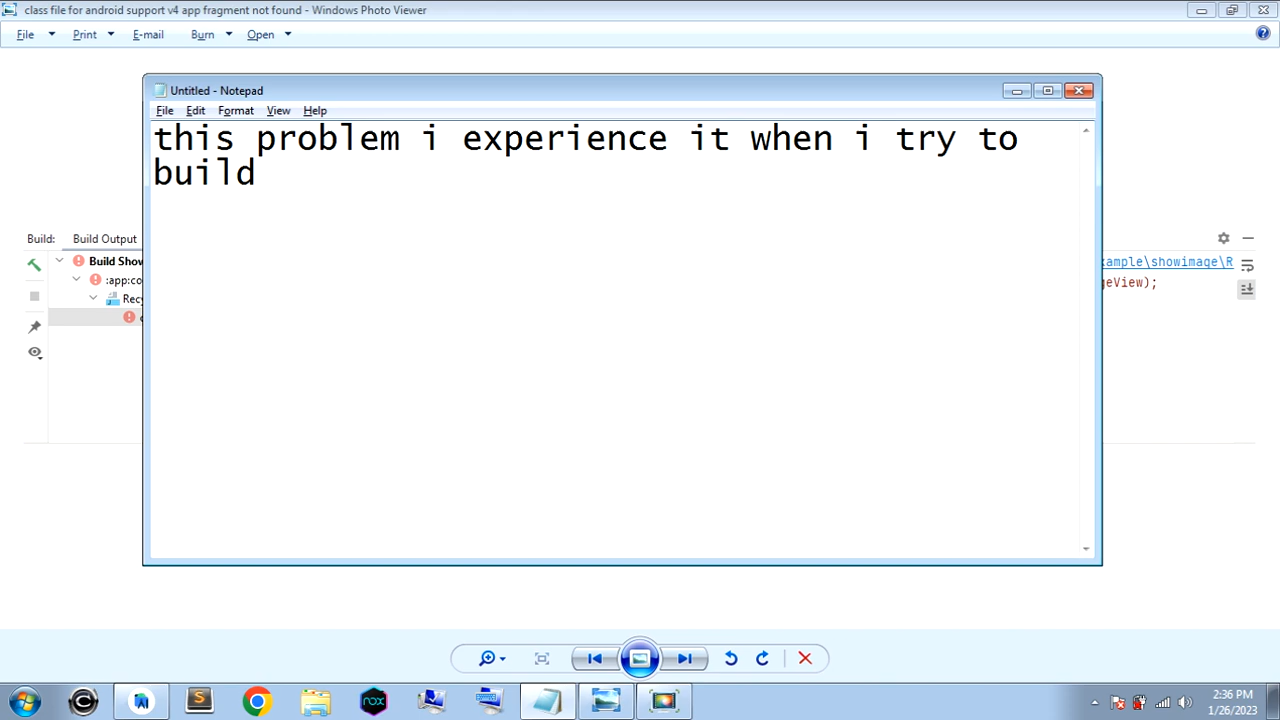 class file for android support v4 app fragment not found - Windows Photo Viewer
File Print E-mail Burn Open
Untitled - Notepad
File Edit Format View Help
this problem i experience it when i try to
build
Build: Build Output
Build Show
xample\showimage\R
:app:co
geView);
Recy
nox
2:36 PM
1/26/2023